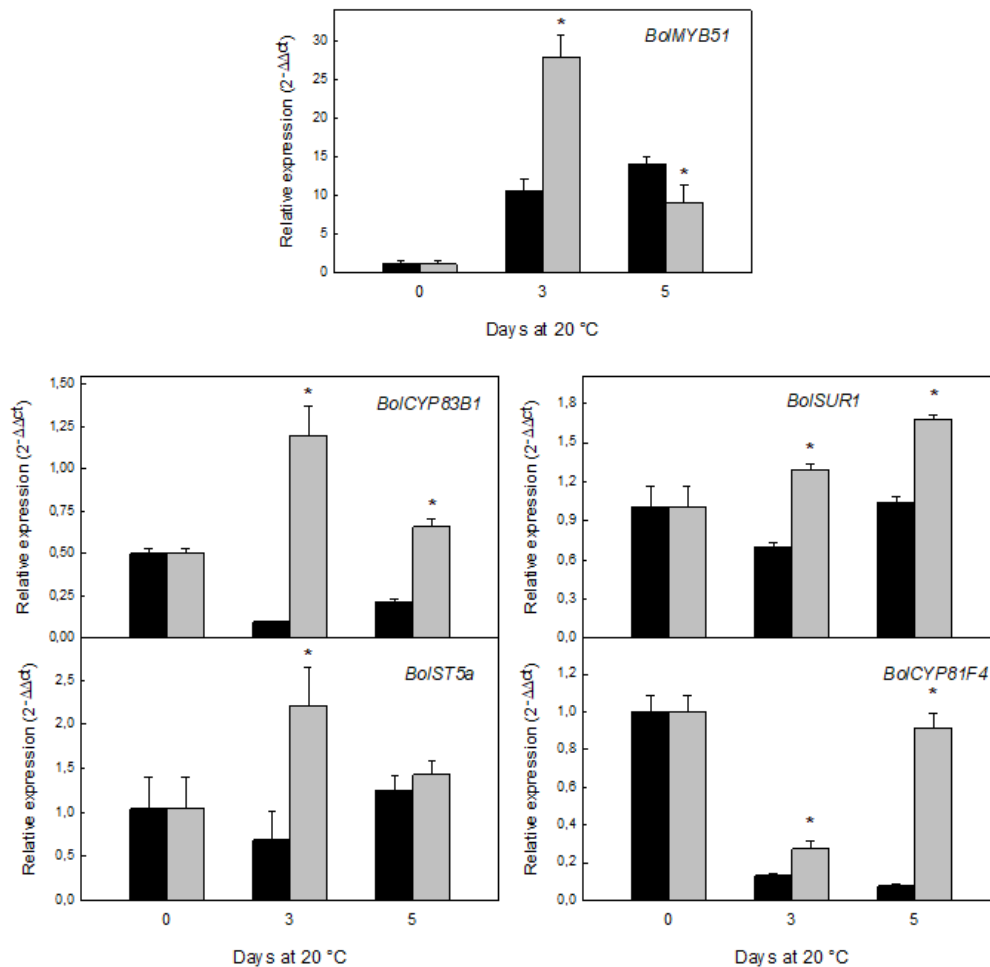 BolMYB51
Relative expression (2-ΔΔct)
30
25
20
15
10
5
0
*
*
0 3 5
Days at 20 °C
BolCYP83B1
Relative expression (2-ΔΔct)
1,50
1,25
1,00
0,75
0,50
0,25
0,00
*
*
BolSUR1
Relative expression (2-ΔΔct)
1,8
1,5
1,2
0,9
0,6
0,3
0,0
*
*
BolST5a
Relative expression (2-ΔΔct)
2,5
2,0
1,5
1,0
0,5
0,0
*
0 3 5
Days at 20 °C
BolCYP81F4
Relative expression (2-ΔΔct)
1,2
1,0
0,8
0,6
0,4
0,2
0,0
*
*
0 3 5
Days at 20 °C